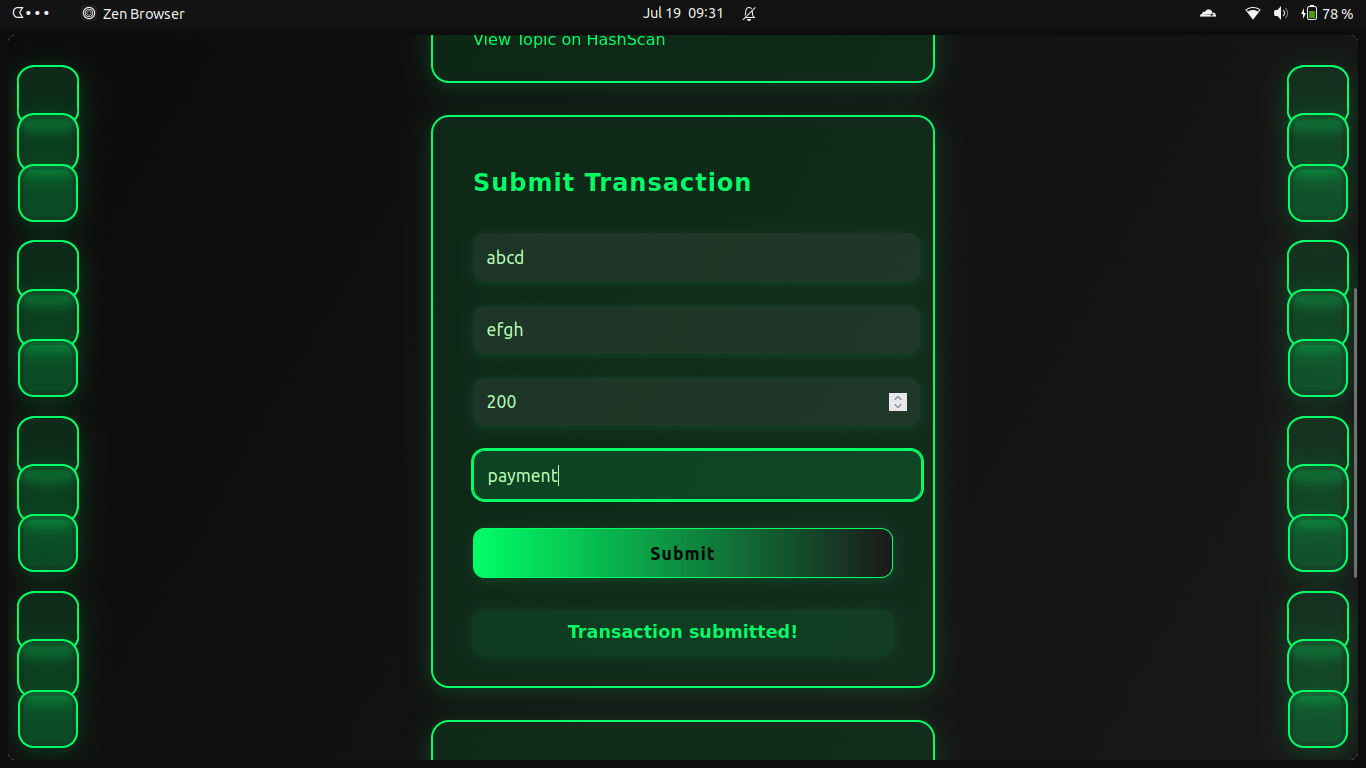 Zen Browser
Jul 19 09:31
78 %
View Topic on HashScan
Submit Transaction
abcd
efgh
200
payment
Submit
Transaction submitted!